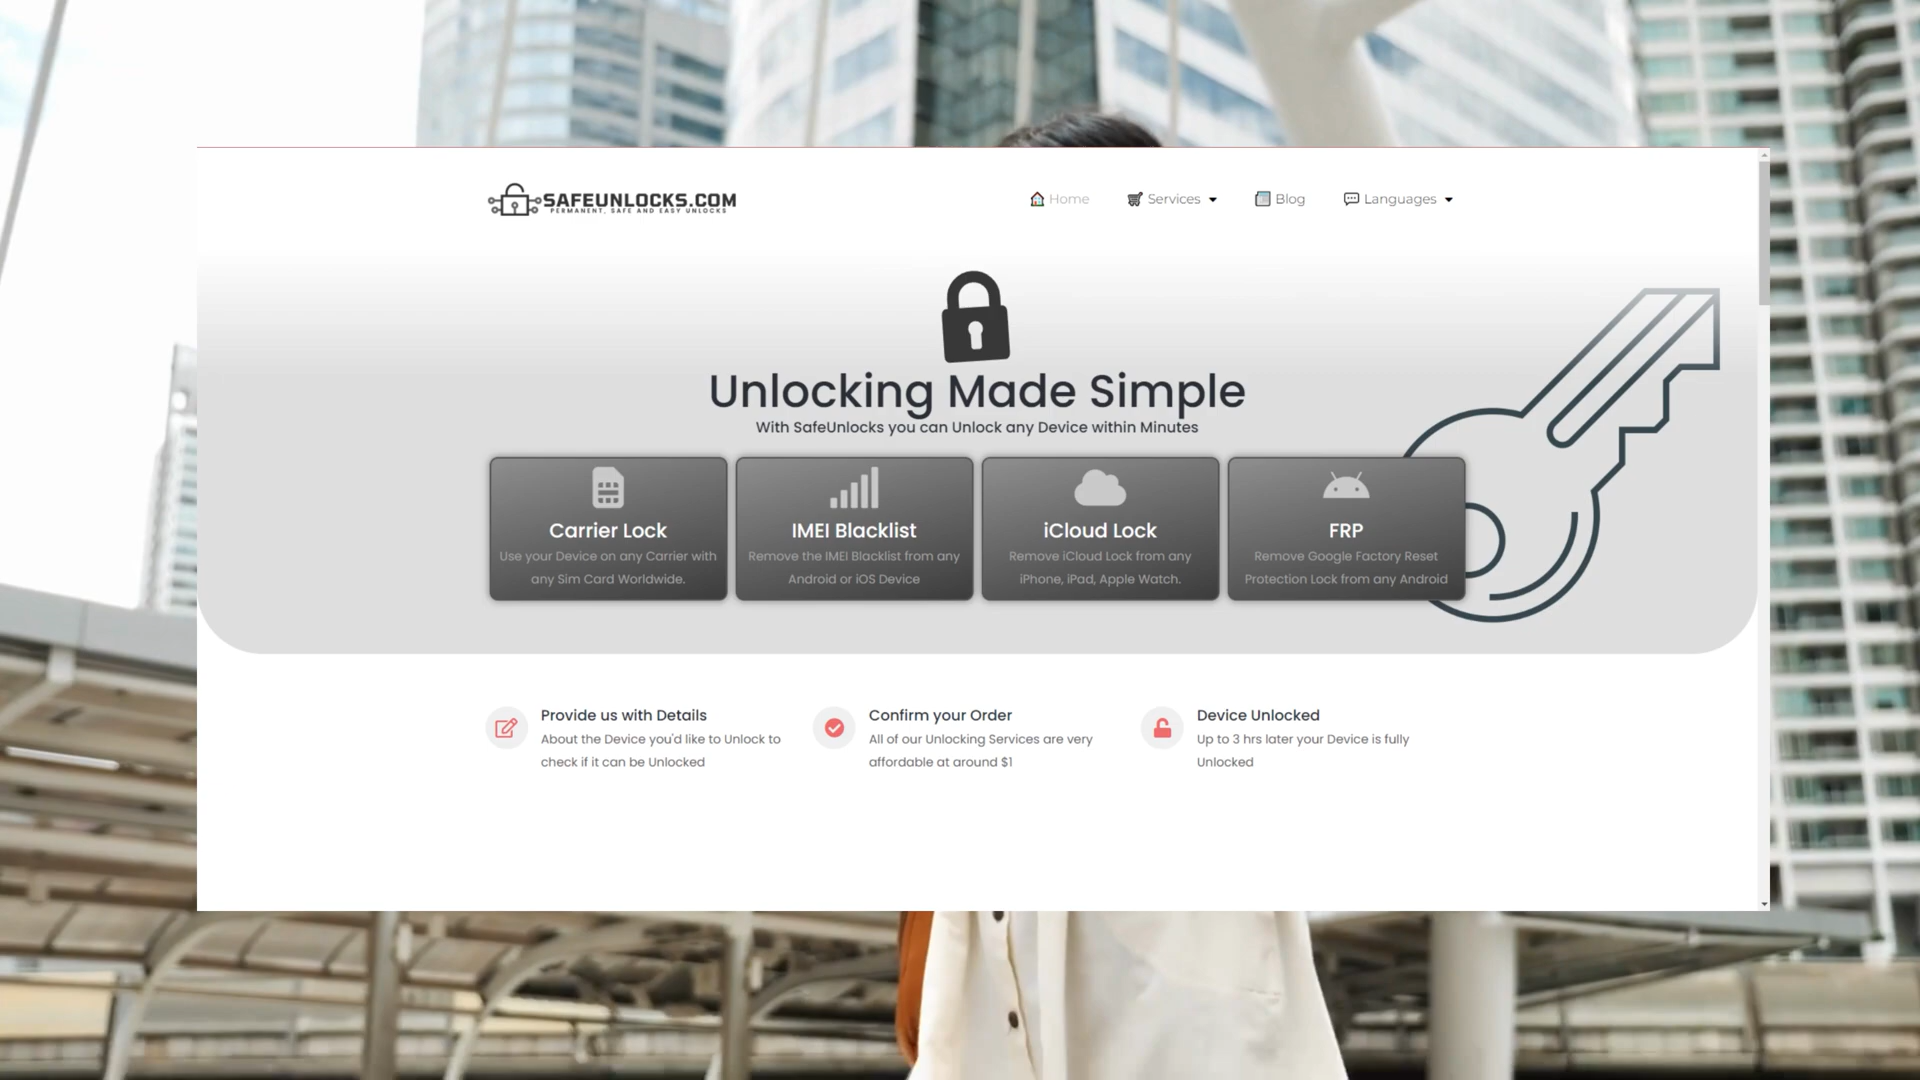 SAFEUNLOCKS.COM
PERMANENT, SAFE AND EASY UNLOCKS
Home
Services
Blog
Languages
Unlocking Made Simple
With SafeUnlocks you can Unlock any Device within Minutes
Carrier Lock
Use your Device on any Carrier with
any Sim Card Worldwide.
IMEI Blacklist
Remove the IMEI Blacklist from any
Android or iOS Device
iCloud Lock
Remove iCloud Lock from any
iPhone, iPad, Apple Watch.
FRP
Remove Google Factory Reset
Protection Lock from any Android
Provide us with Details
About the Device you'd like to Unlock to
check if it can be Unlocked
Confirm your Order
All of our Unlocking Services are very
affordable at around $1
Device Unlocked
Up to 3 hrs later your Device is fully
Unlocked